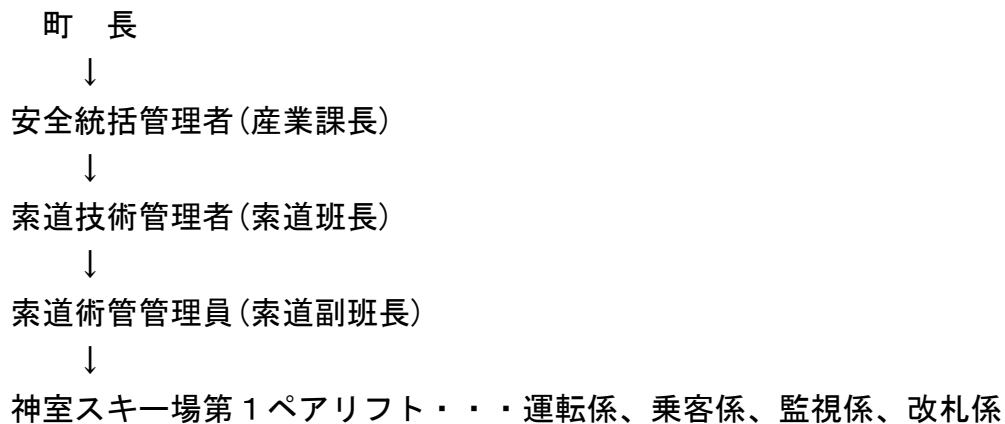 町　長
↓
安全統括管理者(産業課長)
↓
索道技術管理者(索道班長)
↓
索道術管管理員(索道副班長)
↓
神室スキー場第１ペアリフト・・・運転係、乗客係、監視係、改札係